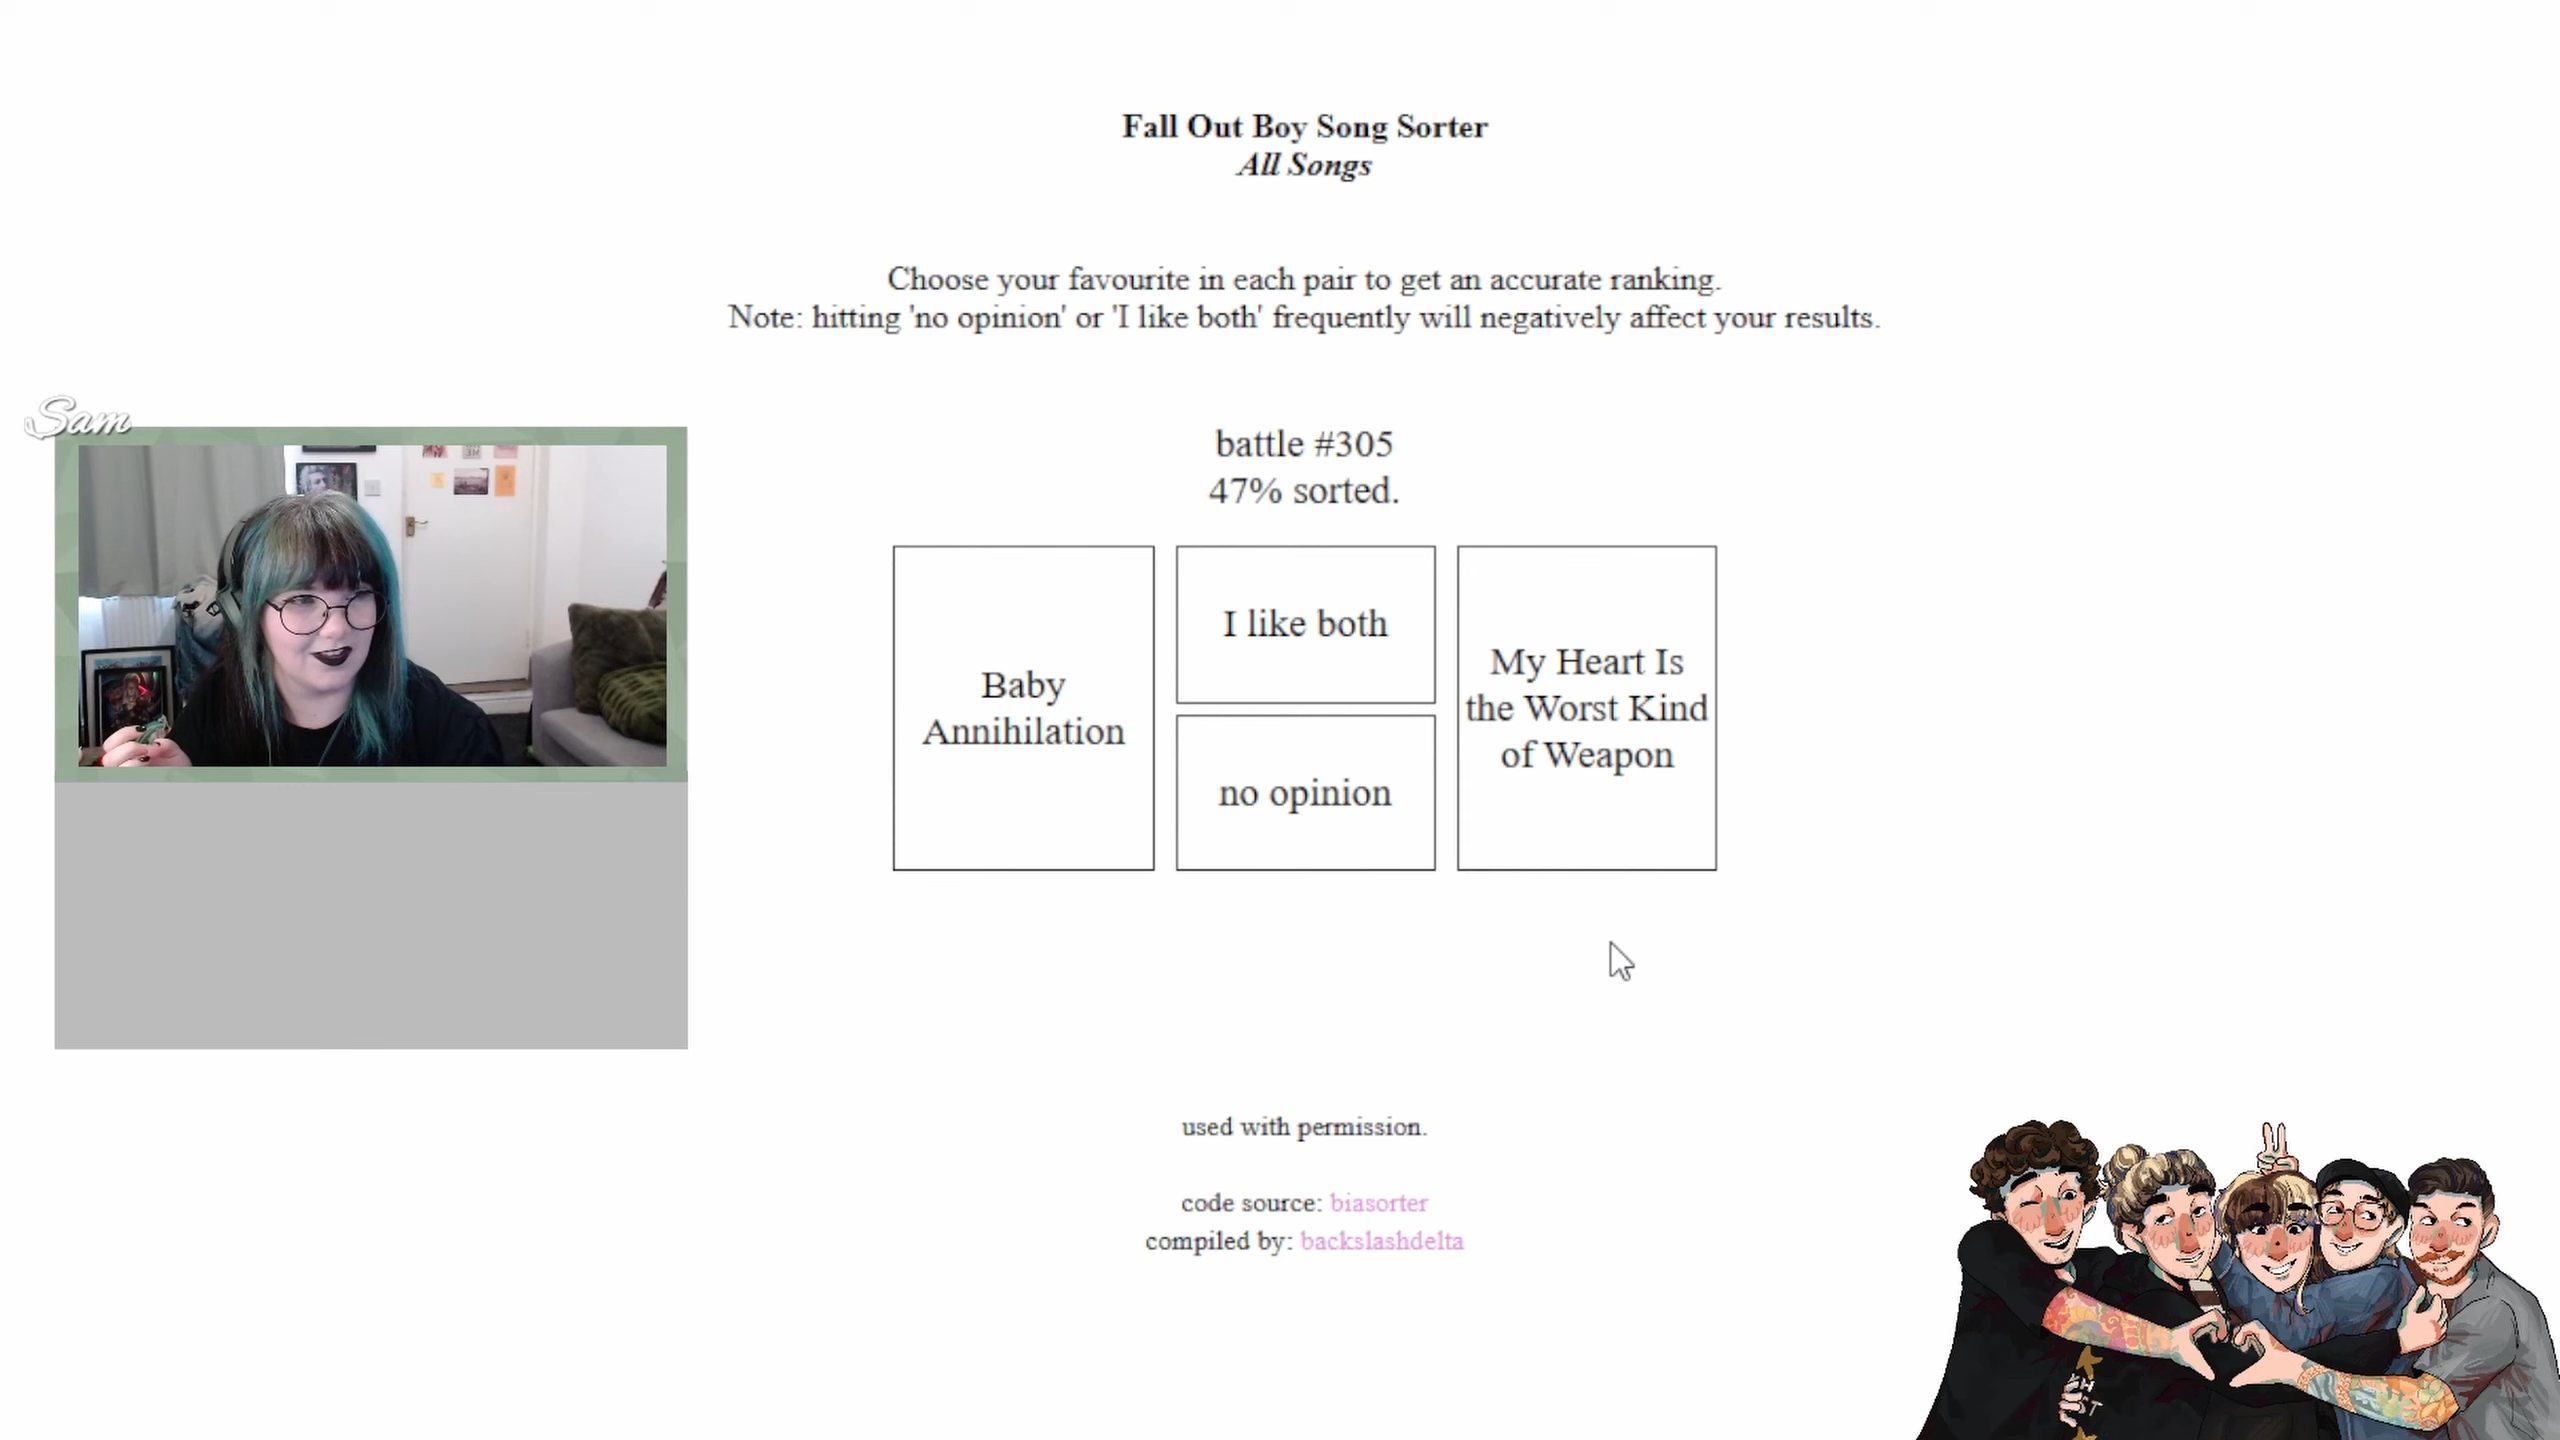 Fall Out Boy Song Sorter
All Songs
Choose your favourite in each pair to get an accurate ranking.
Note: hitting 'no opinion' or 'I like both' frequently will negatively affect your results.
Sam
battle #305
47% sorted.
Baby
Annihilation
I like both
no opinion
My Heart Is
the Worst Kind
of Weapon
used with permission.
code source: biasorter
compiled by: backslashdelta